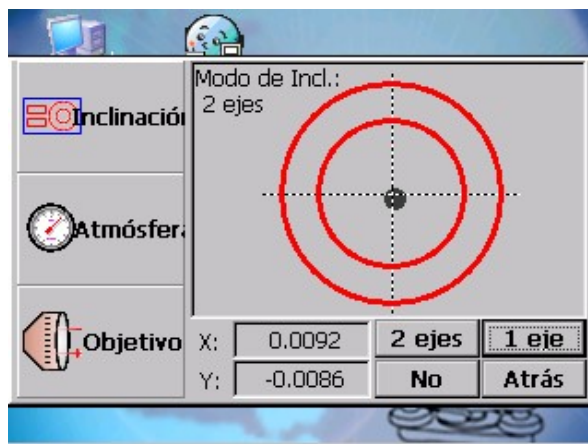 Modo de Incl.:
2 ejes
Inclinació
Atmósfer
Objetivo
X: 0.0092 2 ejes 1 eje
Y: -0.0086 No Atrás